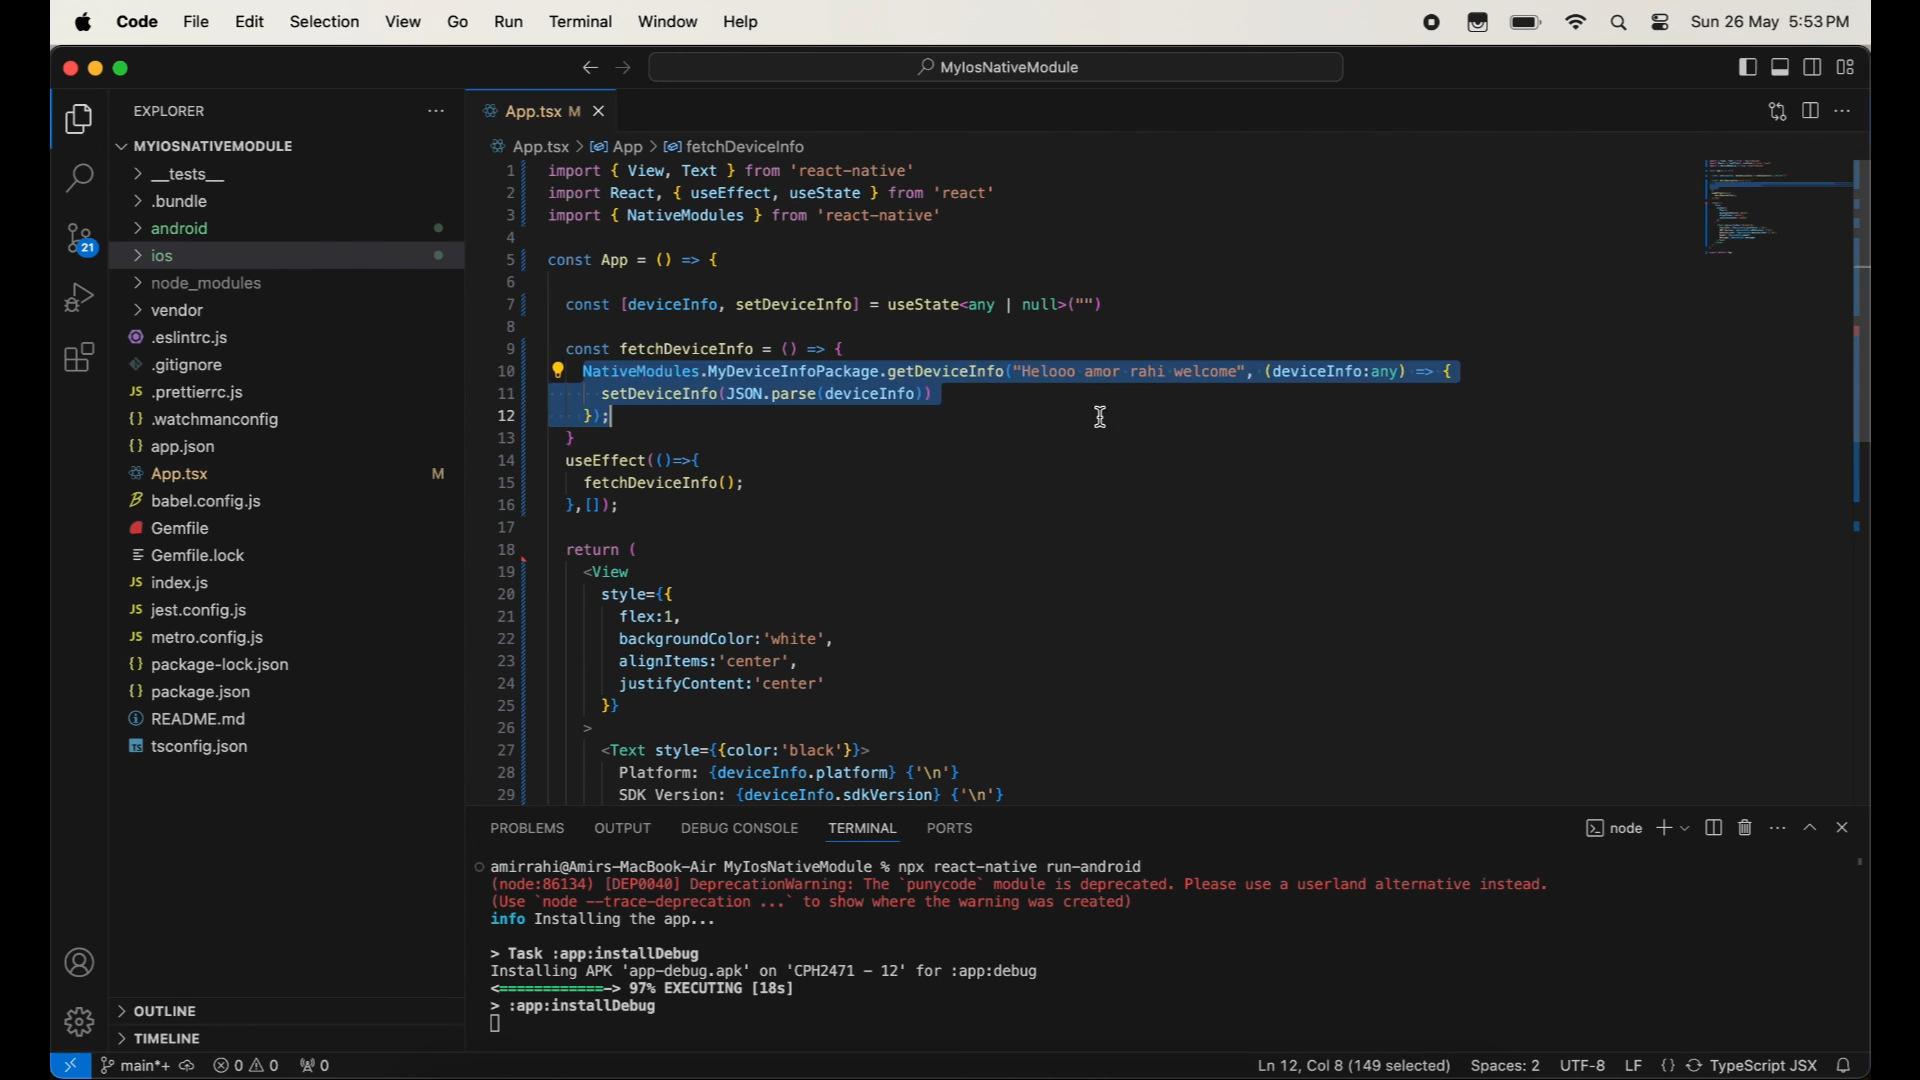 Code File Edit Selection View Go Run Terminal Window Help Sun 26 May 5:53 PM
MyIosNativeModule
EXPLORER
MYIOSNATIVEMODULE
__tests__
.bundle
android
ios
node_modules
vendor
.eslintrc.js
.gitignore
JS .prettierrc.js
{} .watchmanconfig
{} app.json
App.tsx M
babel.config.js
Gemfile
Gemfile.lock
JS index.js
JS jest.config.js
JS metro.config.js
{} package-lock.json
{} package.json
README.md
TS tsconfig.json
OUTLINE
TIMELINE
21
App.tsx M
App.tsx > App > fetchDeviceInfo
1 import { View, Text } from 'react-native'
2 import React, { useEffect, useState } from 'react'
3 import { NativeModules } from 'react-native'
4
5 const App = () => {
6
7 const [deviceInfo, setDeviceInfo] = useState<any | null>("")
8
9 const fetchDeviceInfo = () => {
10 NativeModules.MyDeviceInfoPackage.getDeviceInfo("Helooo amor rahi welcome", (deviceInfo:any) => {
11 setDeviceInfo(JSON.parse(deviceInfo))
12 });
13 }
14 useEffect(()=>{
15 fetchDeviceInfo();
16 },[]);
17
18 return (
19 <View
20 style={{
21 flex:1,
22 backgroundColor:'white',
23 alignItems:'center',
24 justifyContent:'center'
25 }}
26 >
27 <Text style={{color:'black'}}>
28 Platform: {deviceInfo.platform} {'\n'}
29 SDK Version: {deviceInfo.sdkVersion} {'\n'}
PROBLEMS OUTPUT DEBUG CONSOLE TERMINAL PORTS node
amirrahi@Amirs-MacBook-Air MyIosNativeModule % npx react-native run-android
(node:86134) [DEP0040] DeprecationWarning: The `punycode` module is deprecated. Please use a userland alternative instead.
(Use `node --trace-deprecation ...` to show where the warning was created)
info Installing the app...
> Task :app:installDebug
Installing APK 'app-debug.apk' on 'CPH2471 - 12' for :app:debug
<============-> 97% EXECUTING [18s]
> :app:installDebug
main*+ 0 0 0 Ln 12, Col 8 (149 selected) Spaces: 2 UTF-8 LF {} TypeScript JSX